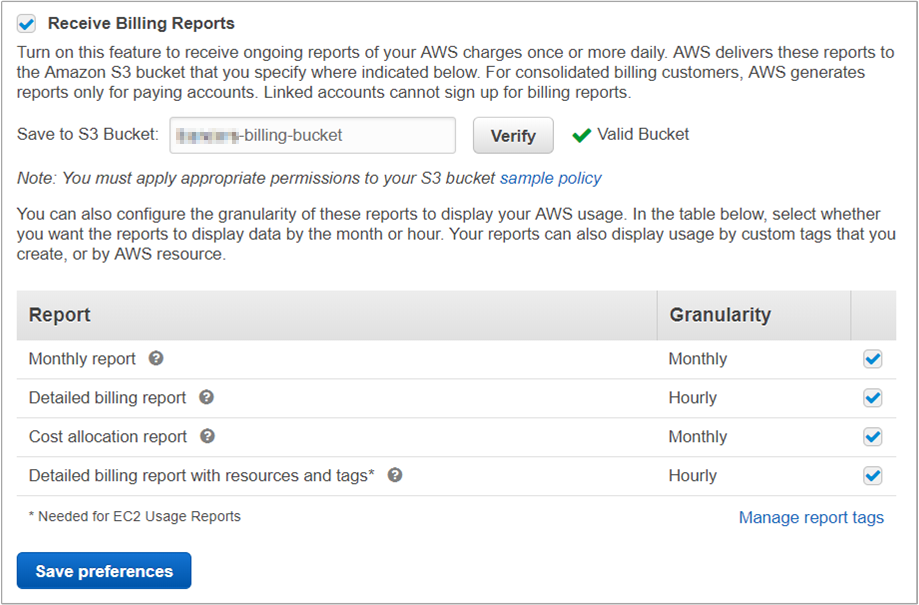 Receive Billing Reports
Turn on this feature to receive ongoing reports of your AWS charges once or more daily. AWS delivers these reports to
the Amazon S3 bucket that you specify where indicated below. For consolidated billing customers, AWS generates
reports only for paying accounts. Linked accounts cannot sign up for billing reports.
Save to S3 Bucket: -billing-bucket Verify Valid Bucket
Note: You must apply appropriate permissions to your S3 bucket sample policy
You can also configure the granularity of these reports to display your AWS usage. In the table below, select whether
you want the reports to display data by the month or hour. Your reports can also display usage by custom tags that you
create, or by AWS resource.
Report Granularity
Monthly report ? Monthly
Detailed billing report ? Hourly
Cost allocation report ? Monthly
Detailed billing report with resources and tags* ? Hourly
* Needed for EC2 Usage Reports Manage report tags
Save preferences